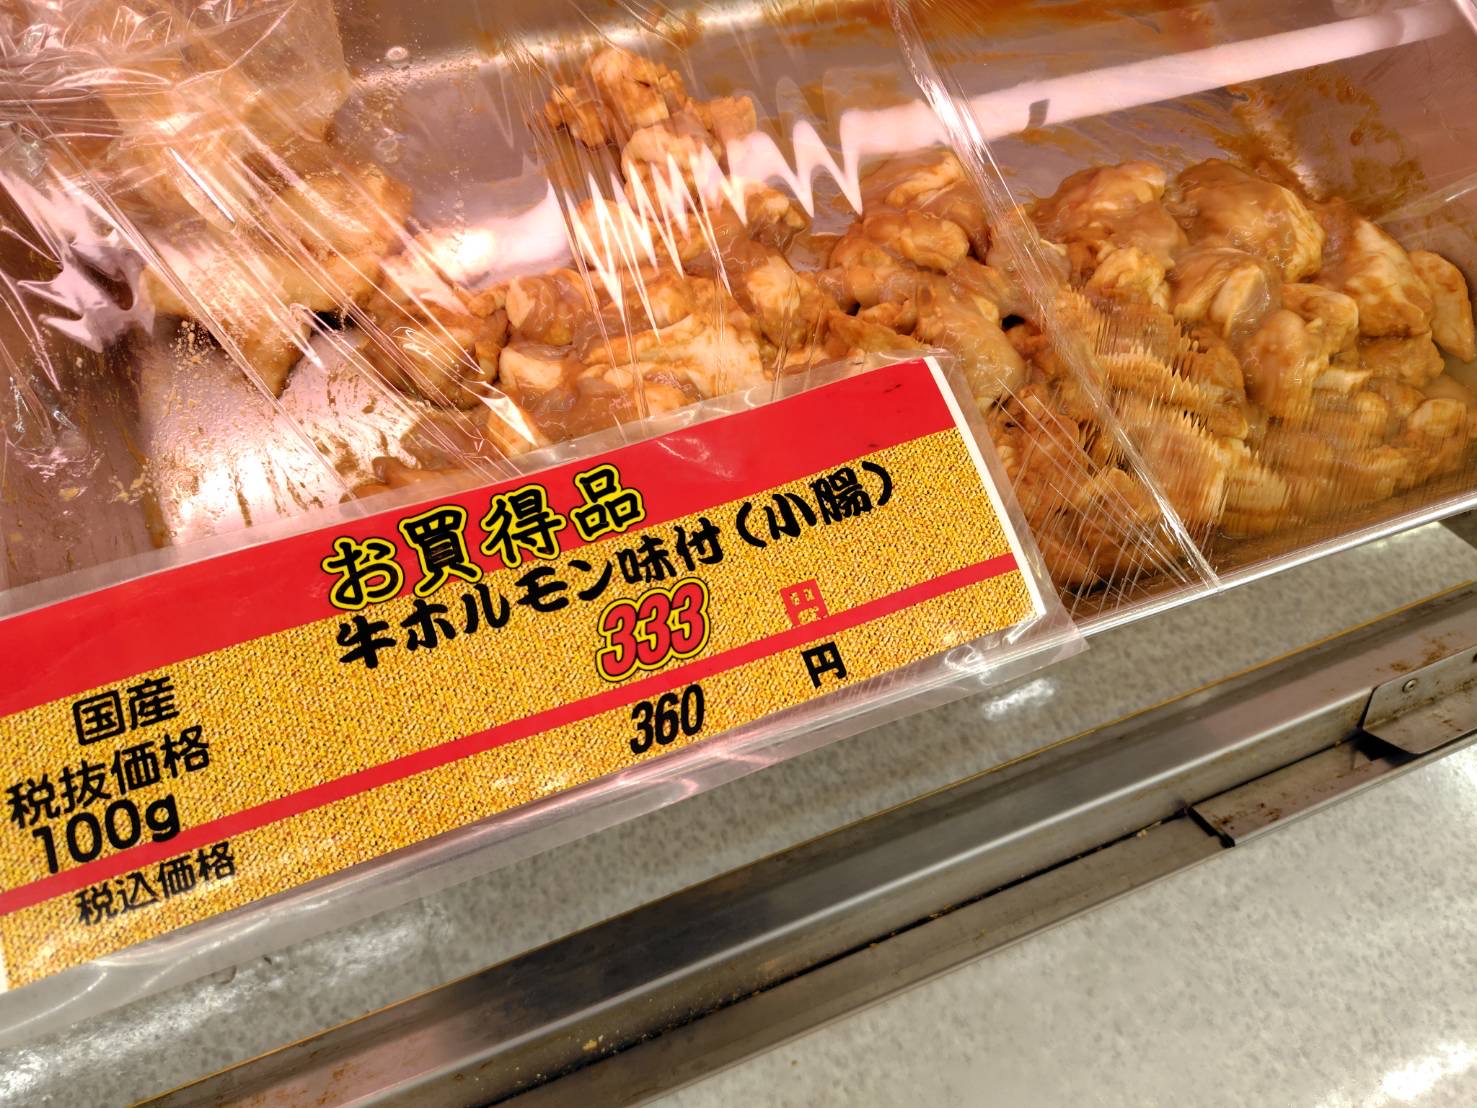 お買得品
牛ホルモン味付(小腸)
国産
税抜価格
100g
333
円
税込価格
360
円